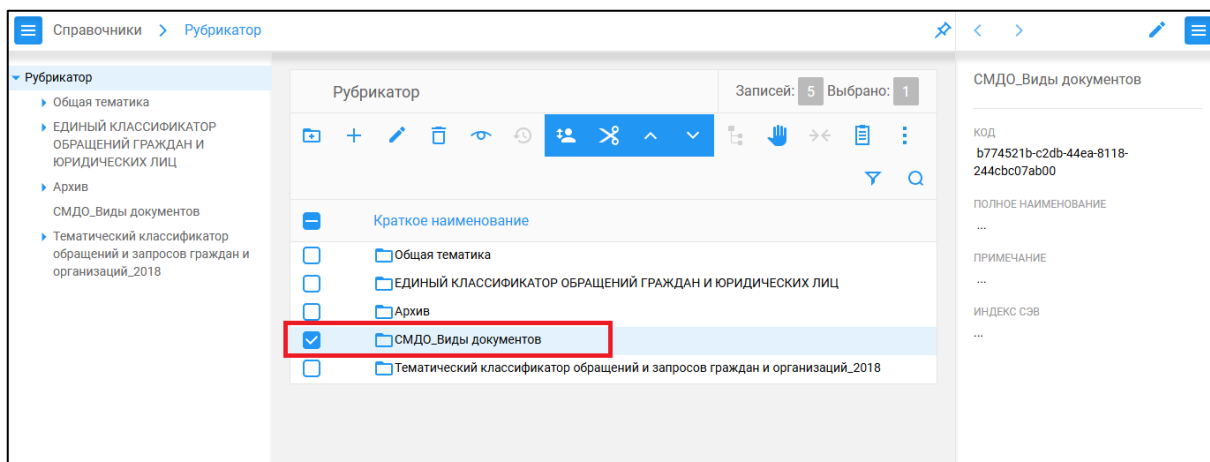 Справочники > Рубрикатор
Рубрикатор
Общая тематика
ЕДИНЫЙ КЛАССИФИКАТОР
ОБРАЩЕНИЙ ГРАЖДАН И
ЮРИДИЧЕСКИХ ЛИЦ
Архив
СМДО_Виды документов
Тематический классификатор
обращений и запросов граждан и
организаций_2018
Рубрикатор
Записей: 5 Выбрано: 1
Краткое наименование
Общая тематика
ЕДИНЫЙ КЛАССИФИКАТОР ОБРАЩЕНИЙ ГРАЖДАН И ЮРИДИЧЕСКИХ ЛИЦ
Архив
СМДО_Виды документов
Тематический классификатор обращений и запросов граждан и организаций_2018
СМДО_Виды документов
КОД
b774521b-c2db-44ea-8118-
244cbc07ab00
ПОЛНОЕ НАИМЕНОВАНИЕ
...
ПРИМЕЧАНИЕ
...
ИНДЕКС СЭВ
...